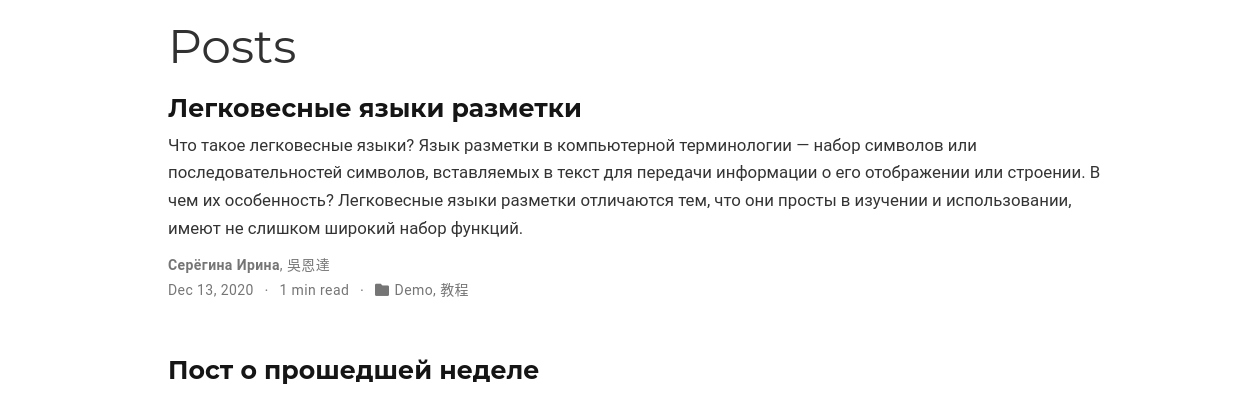 Posts
Легковесные языки разметки
Что такое легковесные языки? Язык разметки в компьютерной терминологии — набор символов или
последовательностей символов, вставляемых в текст для передачи информации о его отображении или строении. В
чем их особенность? Легковесные языки разметки отличаются тем, что они просты в изучении и использовании,
имеют не слишком широкий набор функций.
Серёгина Ирина, 吳恩達
Dec 13, 2020 · 1 min read · Demo, 教程
Пост о прошедшей неделе